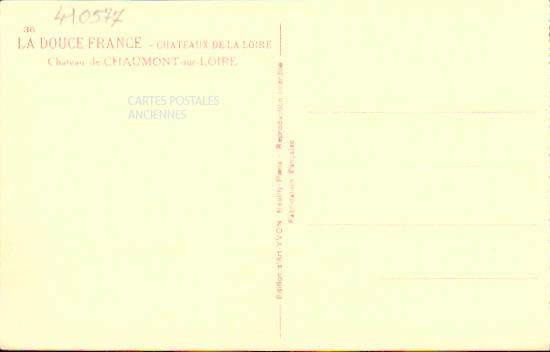 410577
36
LA DOUCE FRANCE - CHATEAUX DE LA LOIRE
Château de CHAUMONT-sur-LOIRE
CARTES POSTALES
ANCIENNES
Edition d'Art YVON Neuilly Paris Reproduction interdite
Fabrication Française